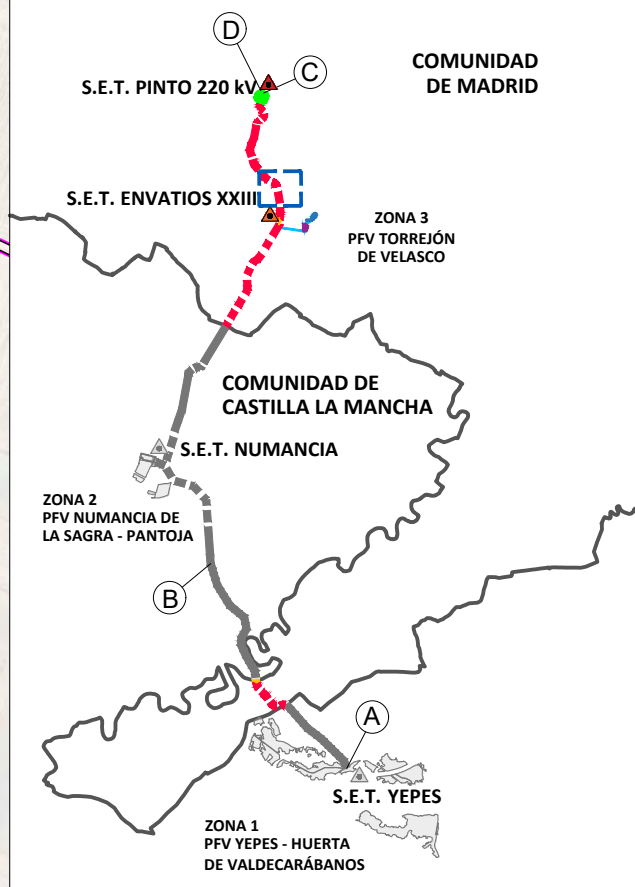 D
COMUNIDAD
DE MADRID
C
S.E.T. PINTO 220 kV
S.E.T. ENVATIOS XXIII
ZONA 3
PFV TORREJÓN
DE VELASCO
COMUNIDAD DE
CASTILLA LA MANCHA
S.E.T. NUMANCIA
ZONA 2
PFV NUMANCIA DE
LA SAGRA - PANTOJA
B
A
S.E.T. YEPES
ZONA 1
PFV YEPES - HUERTA
DE VALDECARÁBANOS